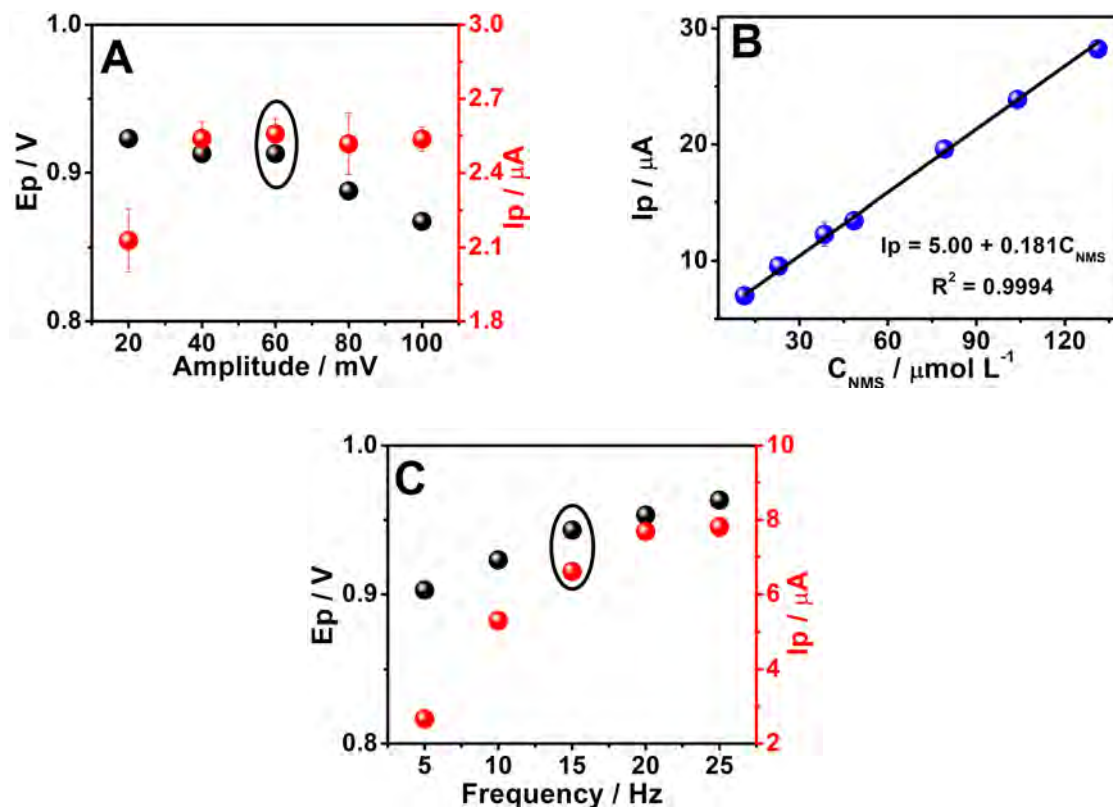 A
1.0
0.9
0.8
Ep / V
3.0
2.7
2.4
2.1
1.8
Ip / μA
20 40 60 80 100
Amplitude / mV
B
30
20
10
Ip / μA
Ip = 5.00 + 0.181C_NMS
R² = 0.9994
30 60 90 120
C_NMS / μmol L⁻¹
C
1.0
0.9
0.8
Ep / V
10
8
6
4
2
Ip / μA
5 10 15 20 25
Frequency / Hz